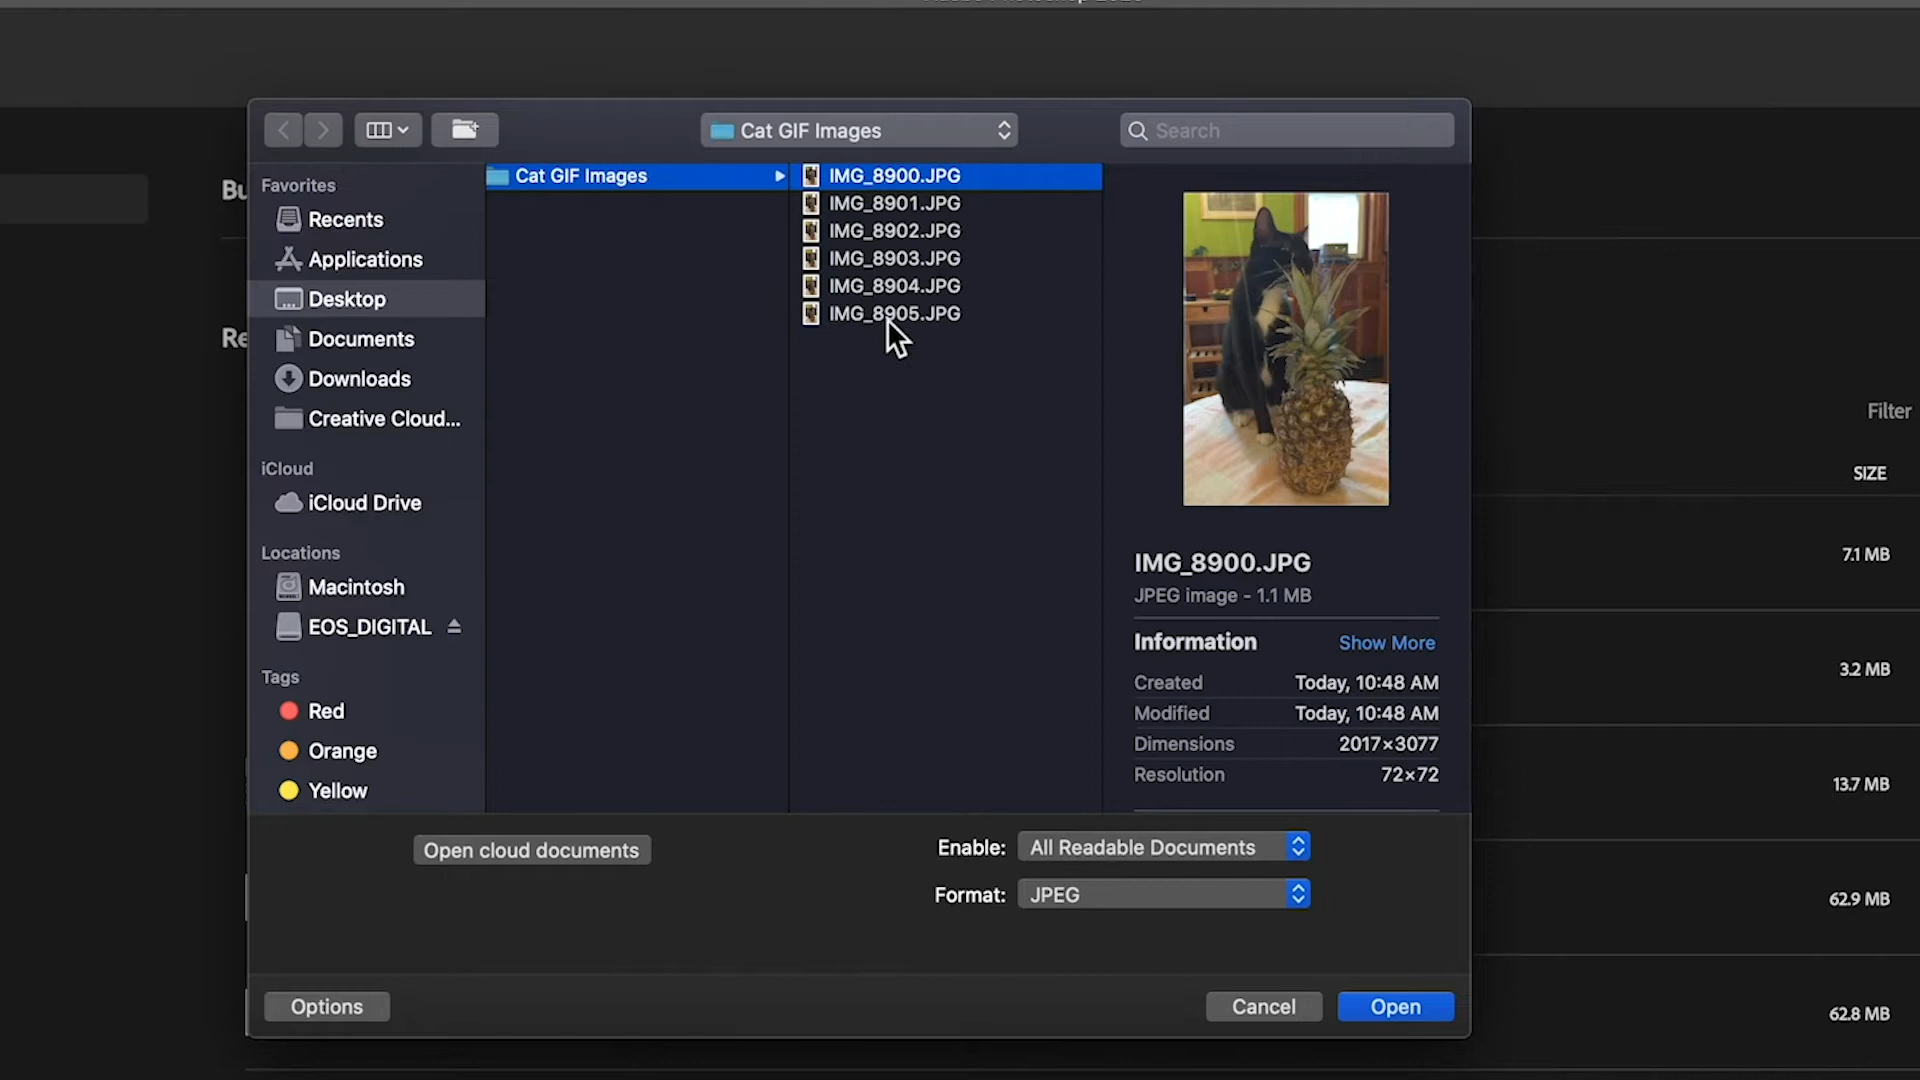 Cat GIF Images
Search
Favorites
Recents
Applications
Desktop
Documents
Downloads
Creative Cloud...
iCloud
iCloud Drive
Locations
Macintosh
EOS_DIGITAL
Tags
Red
Orange
Yellow
Cat GIF Images
IMG_8900.JPG
IMG_8901.JPG
IMG_8902.JPG
IMG_8903.JPG
IMG_8904.JPG
IMG_8905.JPG
IMG_8900.JPG
JPEG image - 1.1 MB
Information Show More
Created Today, 10:48 AM
Modified Today, 10:48 AM
Dimensions 2017×3077
Resolution 72×72
Open cloud documents
Enable: All Readable Documents
Format: JPEG
Options
Cancel
Open
Filter
SIZE
7.1 MB
3.2 MB
13.7 MB
62.9 MB
62.8 MB